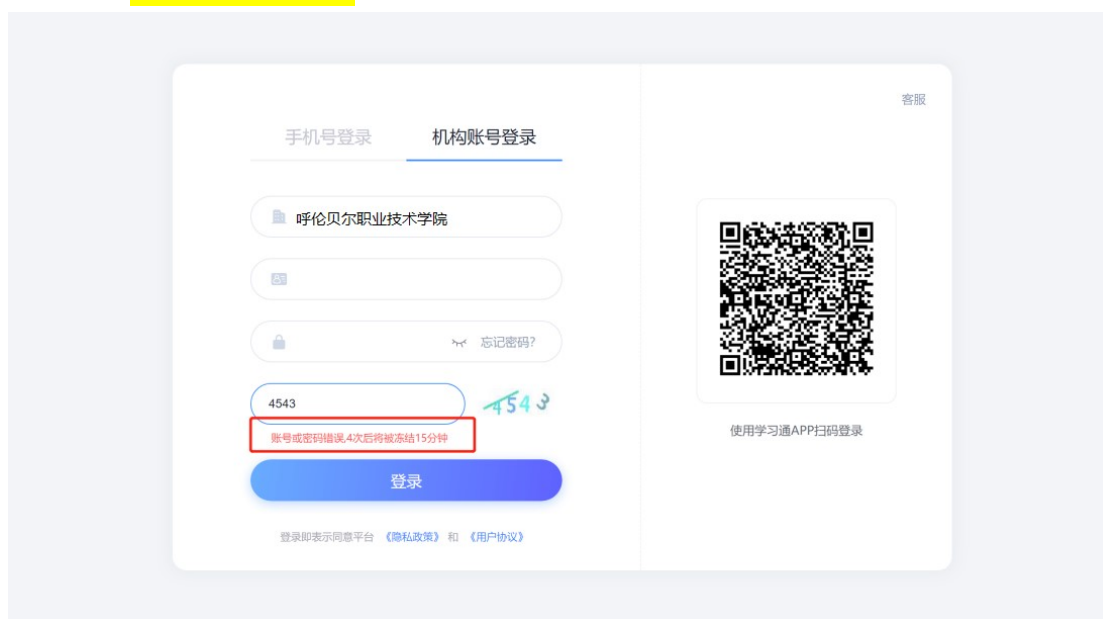 客服
手机号登录 机构账号登录
呼伦贝尔职业技术学院
忘记密码?
4543 4543
账号或密码错误,4次后将被冻结15分钟
登录
登录即表示同意平台 《隐私政策》 和 《用户协议》
使用学习通APP扫码登录